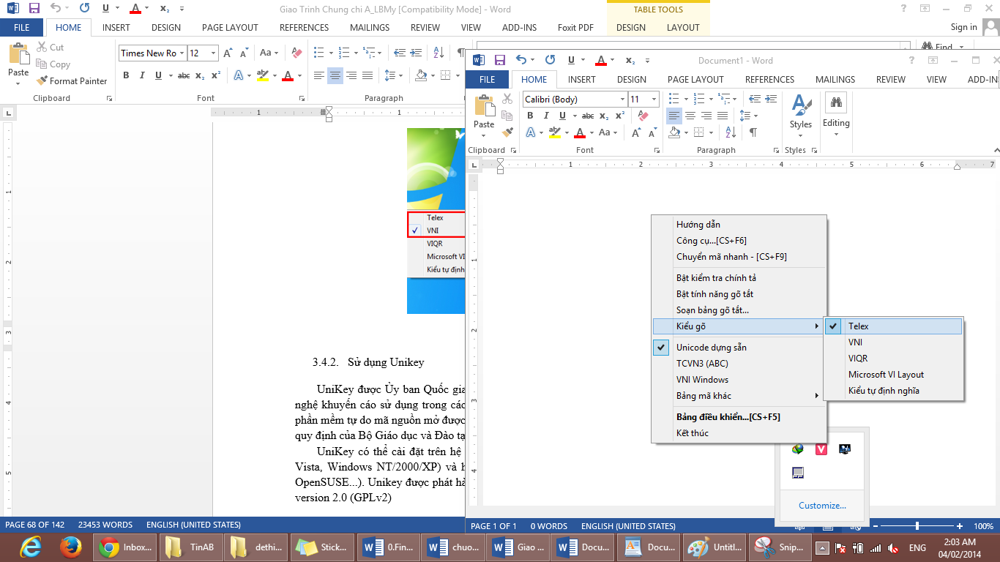 Giao Trinh Chung chi A_LBMy [Compatibility Mode] - Word
TABLE TOOLS
FILE HOME INSERT DESIGN PAGE LAYOUT REFERENCES MAILINGS REVIEW VIEW ADD-INS Foxit PDF DESIGN LAYOUT Sign in
Paste
Cut
Copy
Format Painter
Times New Ro 12
Clipboard Font Paragraph
Find
Document1 - Word
FILE HOME INSERT DESIGN PAGE LAYOUT REFERENCES MAILINGS REVIEW VIEW ADD-IN
Paste
Calibri (Body) 11
Styles
Editing
Clipboard Font Paragraph Styles
Telex
VNI
VIQR
Microsoft VI
Kiểu tự định
3.4.2. Sử dụng Unikey
UniKey được Ủy ban Quốc gia
nghệ khuyến cáo sử dụng trong các
phần mềm tự do mã nguồn mở được
quy định của Bộ Giáo dục và Đào tạ
UniKey có thể cài đặt trên hệ
Vista, Windows NT/2000/XP) và h
OpenSUSE...). Unikey được phát hà
version 2.0 (GPLv2)
Hướng dẫn
Công cụ...[CS+F6]
Chuyển mã nhanh - [CS+F9]
Bật kiểm tra chính tả
Bật tính năng gõ tắt
Soạn bảng gõ tắt...
Kiểu gõ
Unicode dựng sẵn
TCVN3 (ABC)
VNI Windows
Bảng mã khác
Bảng điều khiển...[CS+F5]
Kết thúc
Telex
VNI
VIQR
Microsoft VI Layout
Kiểu tự định nghĩa
Customize...
PAGE 68 OF 142 23453 WORDS ENGLISH (UNITED STATES)
PAGE 1 OF 1 0 WORDS ENGLISH (UNITED STATES) 100%
Inbox... TinAB dethi... Stick... 0.Fin... chuo... Giao ... Docu... Docu... Untitl... Snip... ENG
2:03 AM
04/02/2014